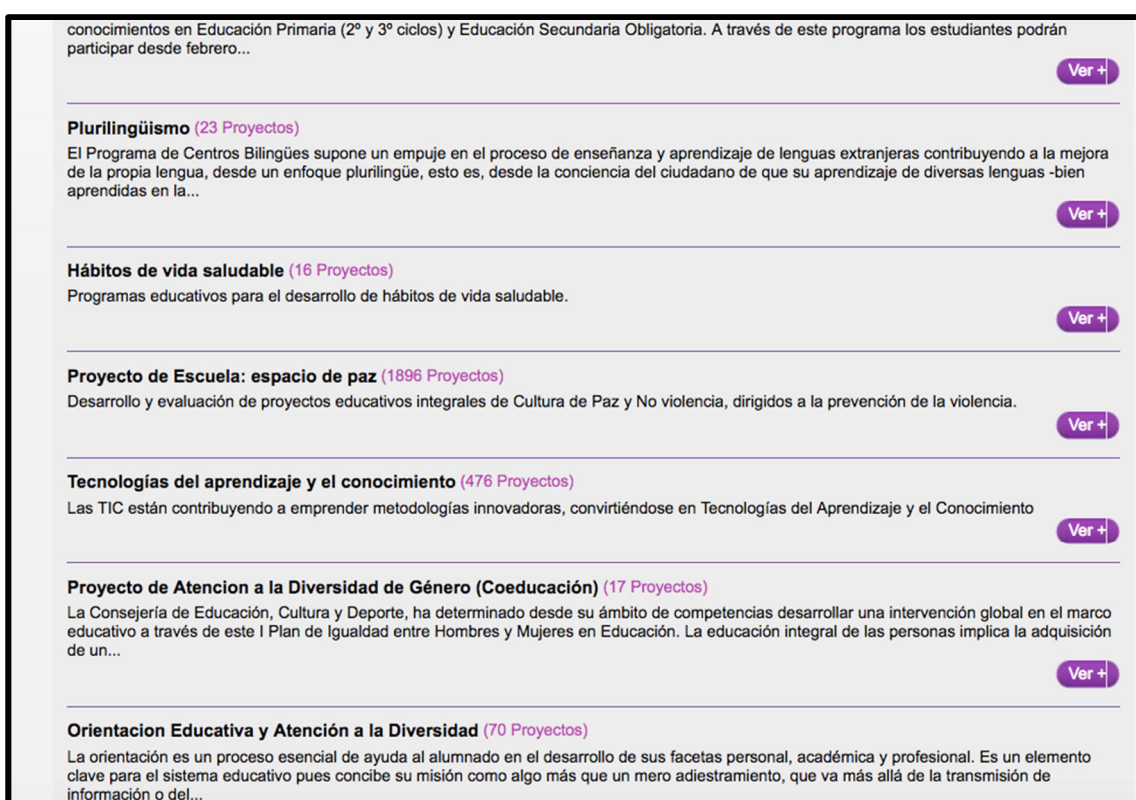 conocimientos en Educación Primaria (2º y 3º ciclos) y Educación Secundaria Obligatoria. A través de este programa los estudiantes podrán
participar desde febrero...
Ver +
Plurilingüismo (23 Proyectos)
El Programa de Centros Bilingües supone un empuje en el proceso de enseñanza y aprendizaje de lenguas extranjeras contribuyendo a la mejora
de la propia lengua, desde un enfoque plurilingüe, esto es, desde la conciencia del ciudadano de que su aprendizaje de diversas lenguas -bien
aprendidas en la...
Ver +
Hábitos de vida saludable (16 Proyectos)
Programas educativos para el desarrollo de hábitos de vida saludable.
Ver +
Proyecto de Escuela: espacio de paz (1896 Proyectos)
Desarrollo y evaluación de proyectos educativos integrales de Cultura de Paz y No violencia, dirigidos a la prevención de la violencia.
Ver +
Tecnologías del aprendizaje y el conocimiento (476 Proyectos)
Las TIC están contribuyendo a emprender metodologías innovadoras, convirtiéndose en Tecnologías del Aprendizaje y el Conocimiento
Ver +
Proyecto de Atencion a la Diversidad de Género (Coeducación) (17 Proyectos)
La Consejería de Educación, Cultura y Deporte, ha determinado desde su ámbito de competencias desarrollar una intervención global en el marco
educativo a través de este I Plan de Igualdad entre Hombres y Mujeres en Educación. La educación integral de las personas implica la adquisición
de un...
Ver +
Orientacion Educativa y Atención a la Diversidad (70 Proyectos)
La orientación es un proceso esencial de ayuda al alumnado en el desarrollo de sus facetas personal, académica y profesional. Es un elemento
clave para el sistema educativo pues concibe su misión como algo más que un mero adiestramiento, que va más allá de la transmisión de
información o del...